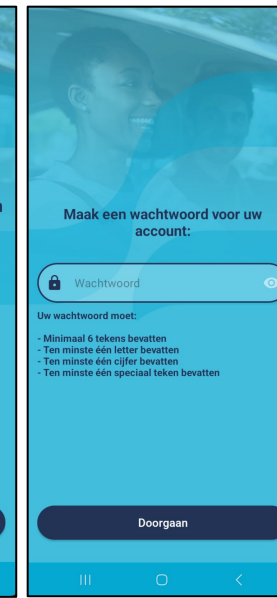 Maak een wachtwoord voor uw
account:
Wachtwoord
Uw wachtwoord moet:
- Minimaal 6 tekens bevatten
- Ten minste één letter bevatten
- Ten minste één cijfer bevatten
- Ten minste één speciaal teken bevatten
Doorgaan